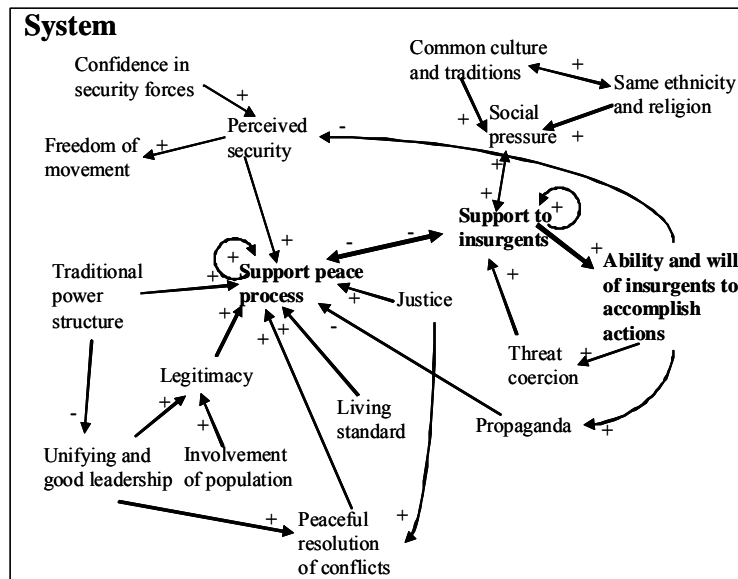 System
Confidence in
security forces
Common culture
and traditions
+
Same ethnicity
and religion
+
+
Social
pressure
+
Perceived
security
-
+
Freedom of
movement
+
+
Support to
insurgents
+
-
-
+
+
Ability and will
of insurgents to
accomplish
actions
+
Support peace
process
+
Traditional
power
structure
+
Justice
+
-
+
+
+
+
Threat
coercion
+
Legitimacy
Living
standard
Propaganda
+
-
+
+
Unifying and
good leadership
Involvement
of population
+
Peaceful
resolution
of conflicts
+